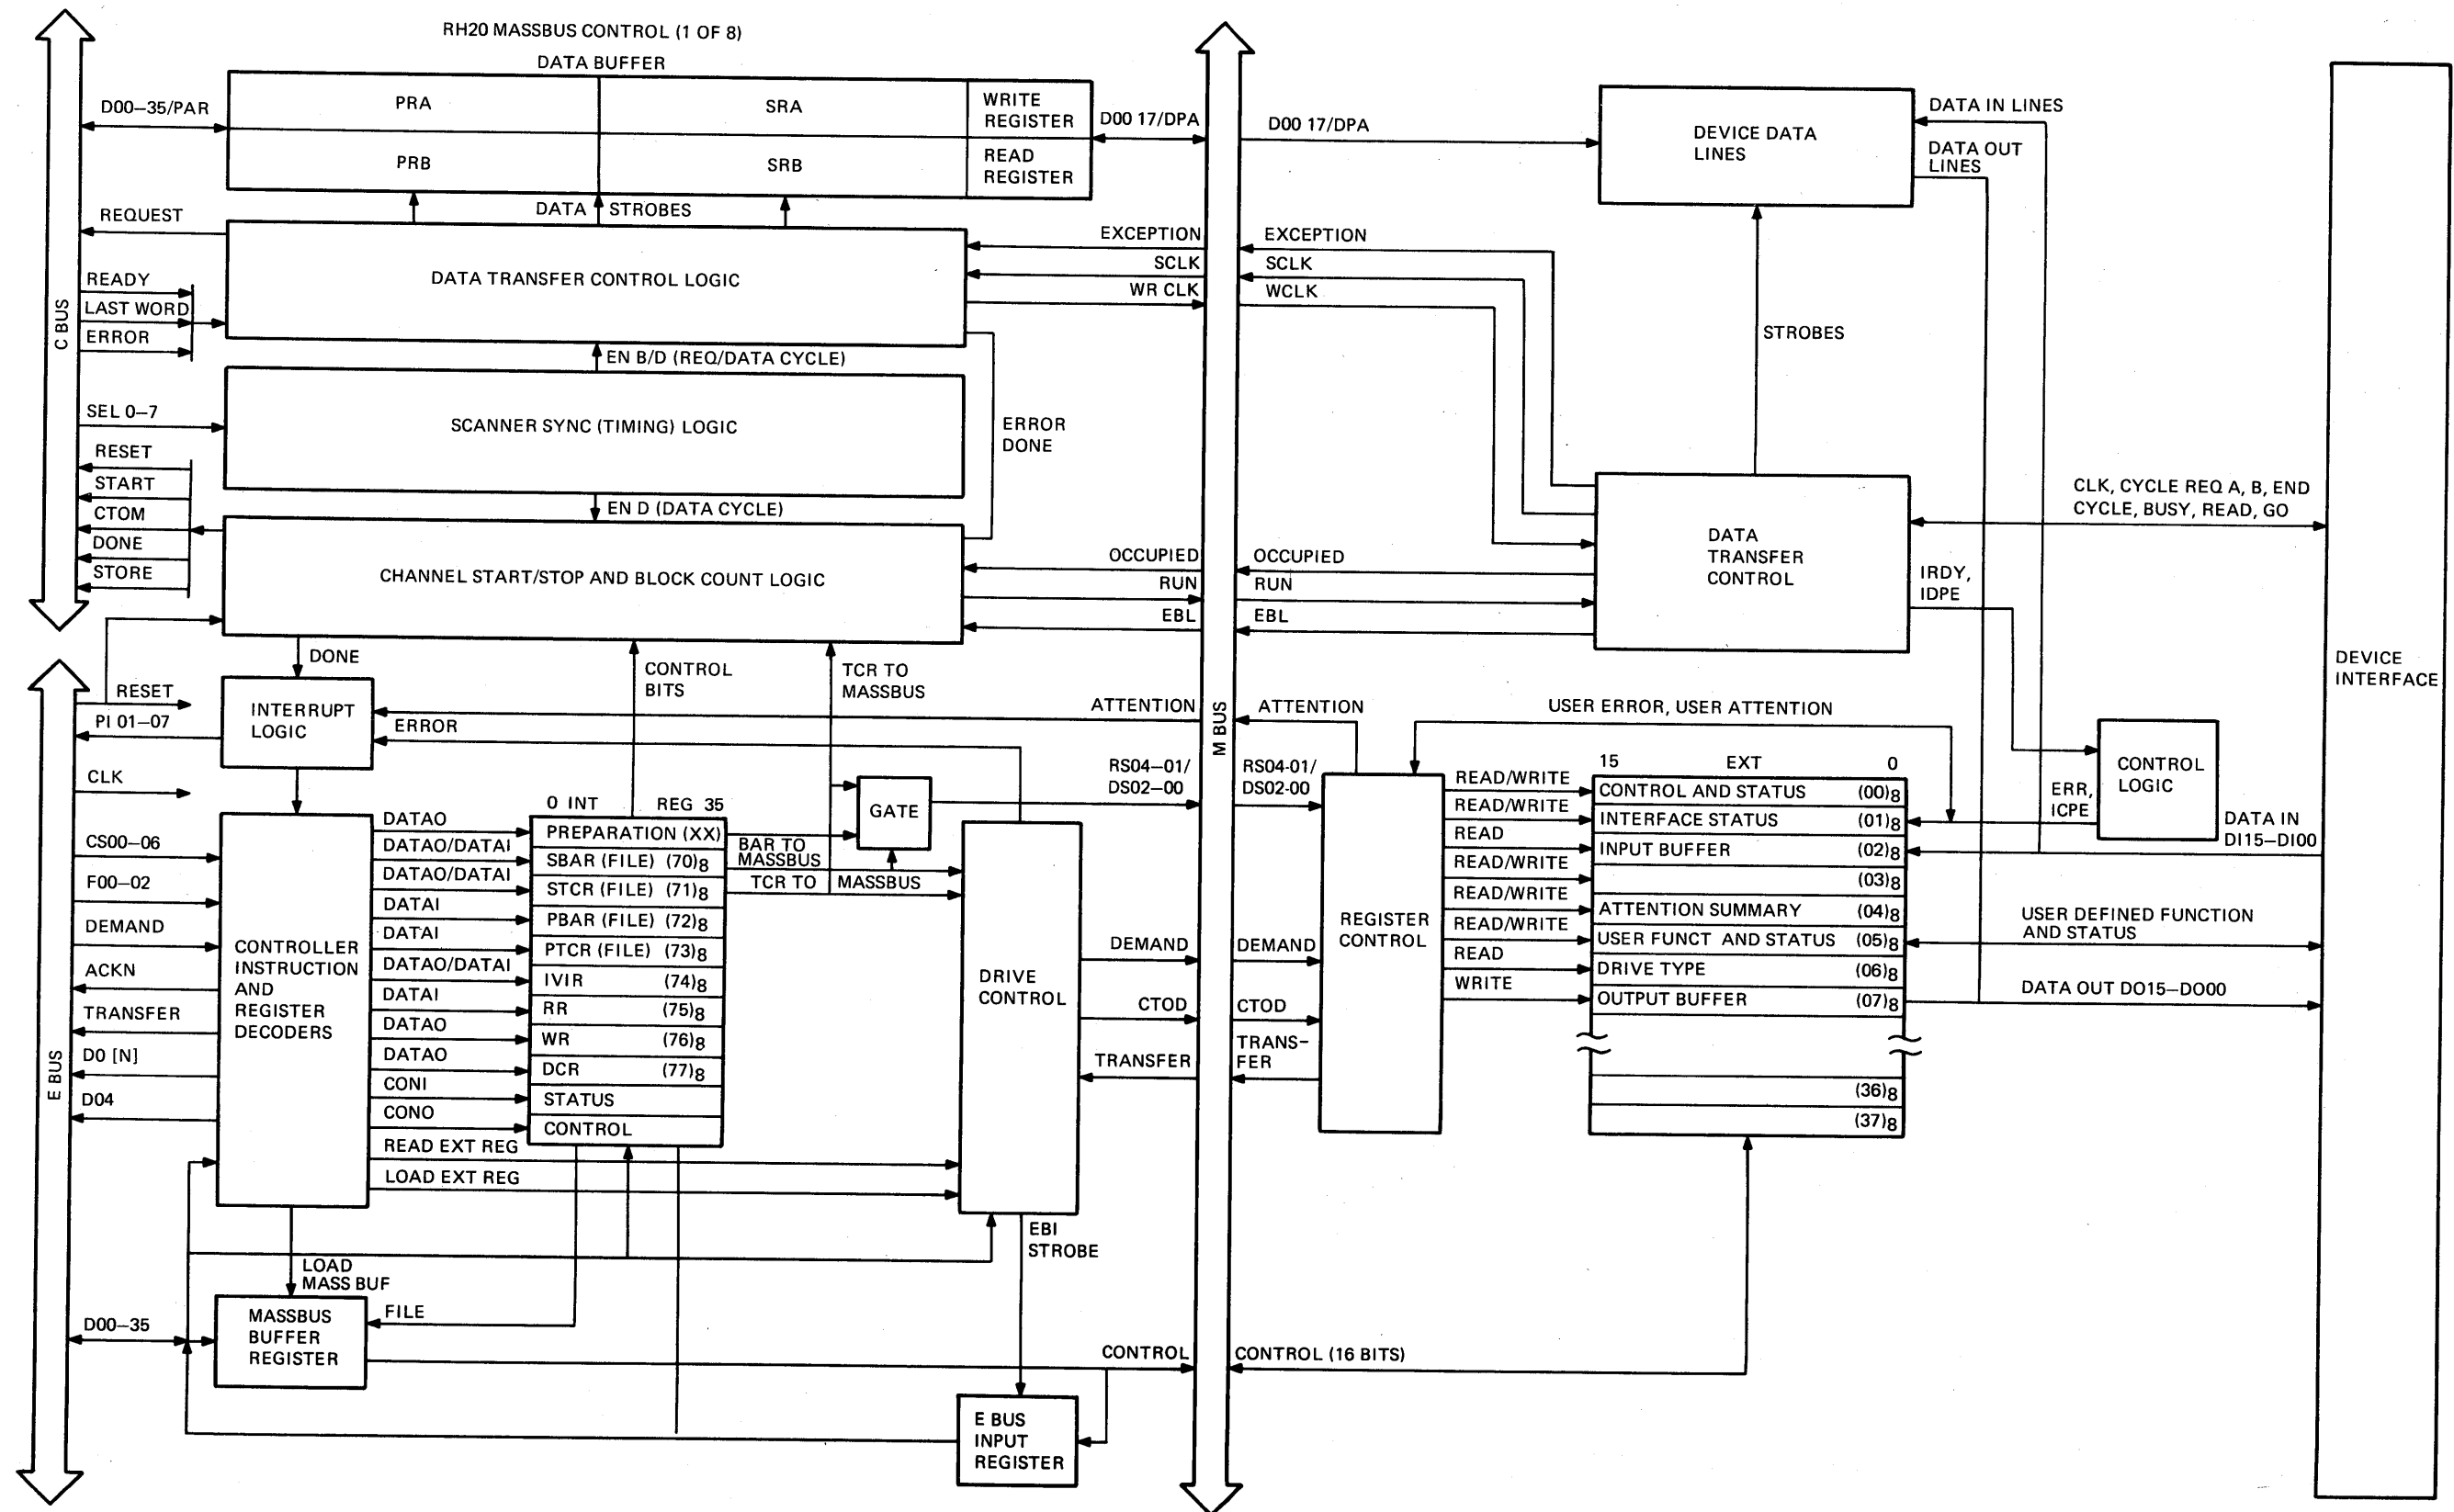 RH20 MASSBUS CONTROL (1 OF 8)
DATA BUFFER
D00–35/PAR
PRA
SRA
WRITE
REGISTER
PRB
SRB
READ
REGISTER
D00 17/DPA
D00 17/DPA
DEVICE DATA
LINES
DATA IN LINES
DATA OUT
LINES
REQUEST
DATA STROBES
DATA TRANSFER CONTROL LOGIC
EXCEPTION
SCLK
WR CLK
EXCEPTION
SCLK
WCLK
READY
LAST WORD
ERROR
C BUS
STROBES
EN B/D (REQ/DATA CYCLE)
SEL 0–7
SCANNER SYNC (TIMING) LOGIC
ERROR
DONE
RESET
START
CTOM
DONE
STORE
EN D (DATA CYCLE)
CHANNEL START/STOP AND BLOCK COUNT LOGIC
OCCUPIED
RUN
EBL
OCCUPIED
RUN
EBL
DATA
TRANSFER
CONTROL
CLK, CYCLE REQ A, B, END
CYCLE, BUSY, READ, GO
IRDY,
IDPE
DONE
CONTROL
BITS
TCR TO
MASSBUS
RESET
PI 01–07
INTERRUPT
LOGIC
ERROR
ATTENTION
M BUS
ATTENTION
USER ERROR, USER ATTENTION
DEVICE
INTERFACE
CLK
0 INT REG 35
GATE
RS04–01/
DS02–00
RS04-01/
DS02-00
15 EXT 0
CONTROL
LOGIC
ERR,
ICPE
DATA IN
DI15–DI00
CS00–06
F00–02
DEMAND
ACKN
TRANSFER
D0 [N]
D04
E BUS
CONTROLLER
INSTRUCTION
AND
REGISTER
DECODERS
DATAO
DATAO/DATAI
DATAO/DATAI
DATAI
DATAI
DATAO/DATAI
DATAI
DATAO
DATAO
CONI
CONO
READ EXT REG
LOAD EXT REG
PREPARATION (XX)
SBAR (FILE) (70)8
STCR (FILE) (71)8
PBAR (FILE) (72)8
PTCR (FILE) (73)8
IVIR (74)8
RR (75)8
WR (76)8
DCR (77)8
STATUS
CONTROL
BAR TO
MASSBUS
TCR TO MASSBUS
DRIVE
CONTROL
DEMAND
CTOD
TRANSFER
DEMAND
CTOD
TRANS–
FER
REGISTER
CONTROL
READ/WRITE
READ/WRITE
READ
READ/WRITE
READ/WRITE
READ/WRITE
READ
WRITE
CONTROL AND STATUS (00)8
INTERFACE STATUS (01)8
INPUT BUFFER (02)8
(03)8
ATTENTION SUMMARY (04)8
USER FUNCT AND STATUS (05)8
DRIVE TYPE (06)8
OUTPUT BUFFER (07)8
(36)8
(37)8
USER DEFINED FUNCTION
AND STATUS
DATA OUT DO15–DO00
EBI
STROBE
LOAD
MASS BUF
D00–35
MASSBUS
BUFFER
REGISTER
FILE
CONTROL
CONTROL (16 BITS)
E BUS
INPUT
REGISTER